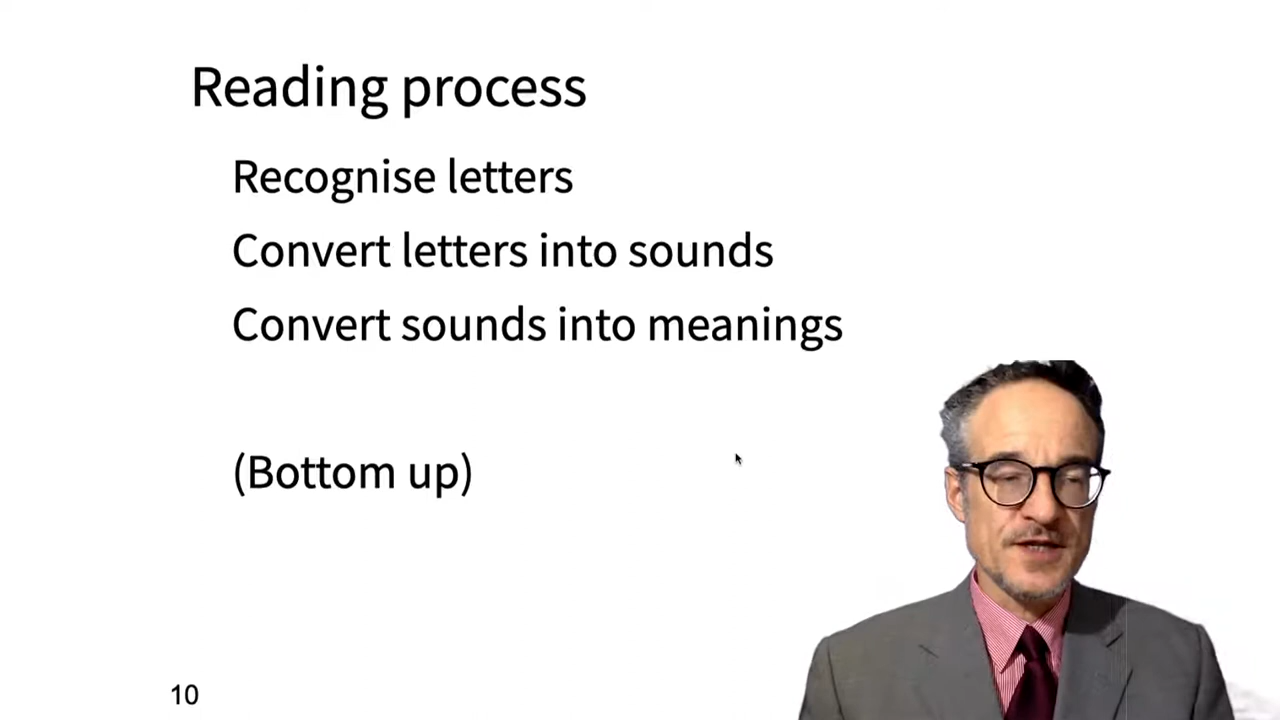 Reading process
Recognise letters
Convert letters into sounds
Convert sounds into meanings
(Bottom up)
10